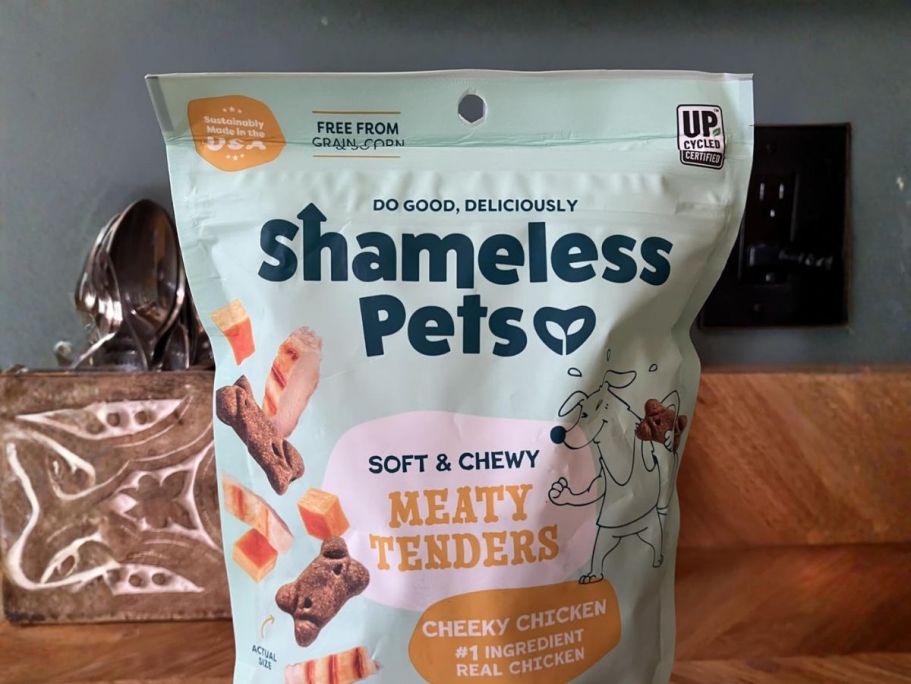 Sustainably
Made in the
USA
FREE FROM
GRAIN & CORN
UP
CYCLED
CERTIFIED
DO GOOD, DELICIOUSLY
Shameless
Pets
SOFT & CHEWY
MEATY
TENDERS
CHEEKY CHICKEN
#1 INGREDIENT
REAL CHICKEN
ACTUAL
SIZE